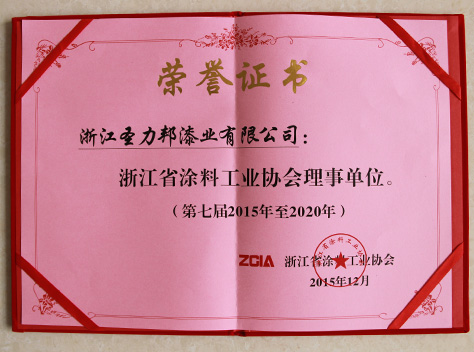 荣誉证书
浙江圣力邦漆业有限公司：
浙江省涂料工业协会理事单位。
（第七届2015年至2020年）
ZCIA 浙江省涂料工业协会
2015年12月